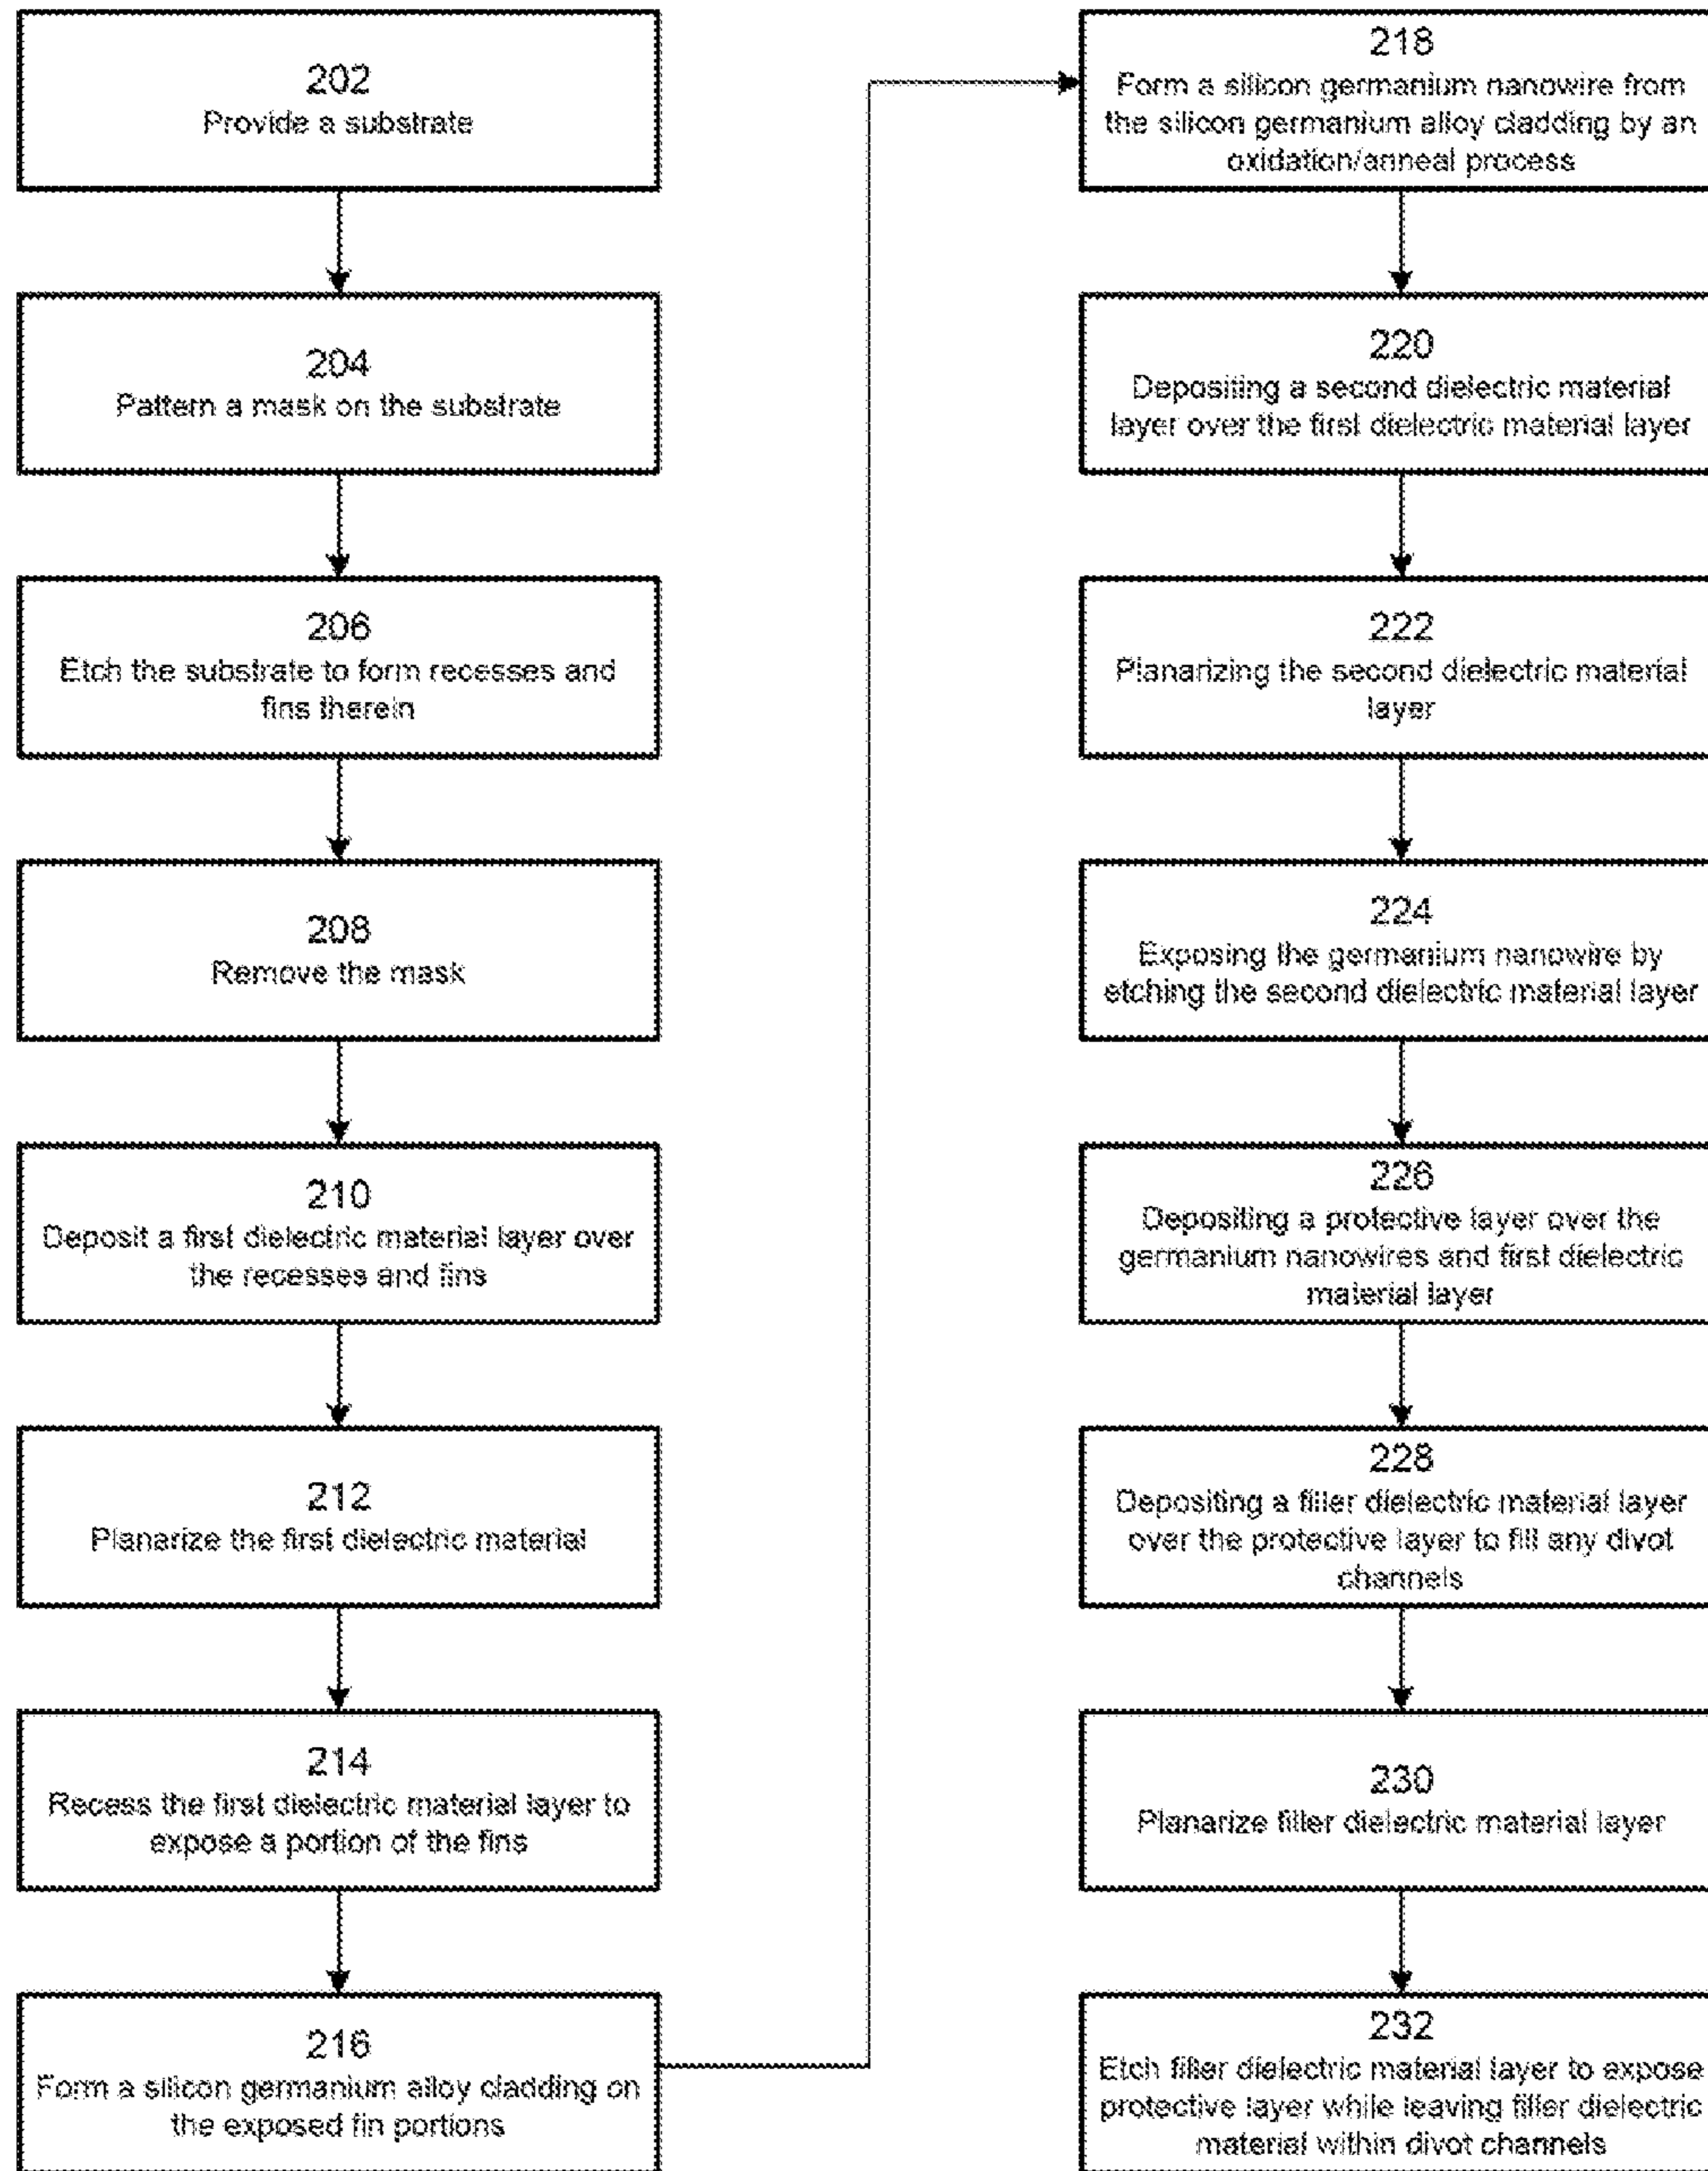 202
Provide a substrate
204
Pattern a mask on the substrate
206
Etch the substrate to form recesses and
fins therein
208
Remove the mask
210
Deposit a first dielectric material layer over
the recesses and fins
212
Planarize the first dielectric material
214
Recess the first dielectric material layer to
expose a portion of the fins
216
Form a silicon germanium alloy cladding on
the exposed fin portions
218
Form a silicon germanium nanowire from
the silicon germanium alloy cladding by an
oxidation/anneal process
220
Depositing a second dielectric material
layer over the first dielectric material layer
222
Planarizing the second dielectric material
layer
224
Exposing the germanium nanowire by
etching the second dielectric material layer
226
Depositing a protective layer over the
germanium nanowires and first dielectric
material layer
228
Depositing a filler dielectric material layer
over the protective layer to fill any divot
channels
230
Planarize filler dielectric material layer
232
Etch filler dielectric material layer to expose
protective layer while leaving filler dielectric
material within divot channels